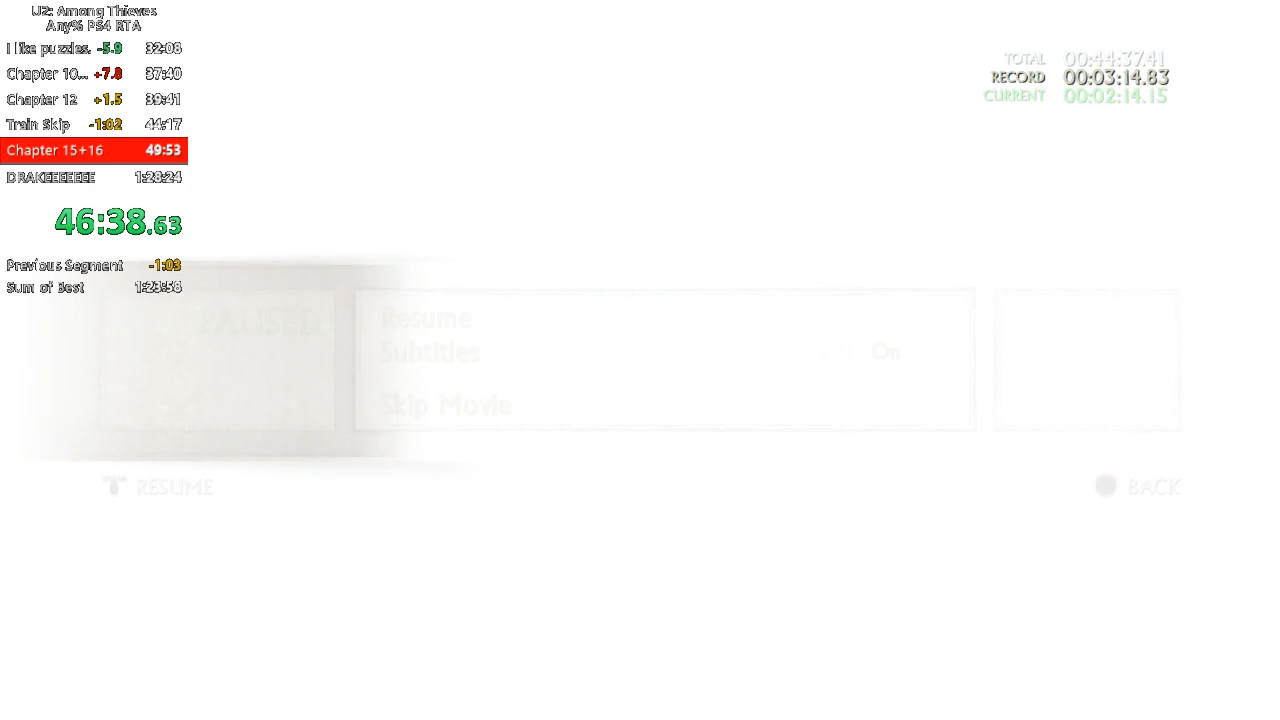 U2: Among Thieves
Any% PS4 RTA
I like puzzles. -5.9 32:08
Chapter 10... +7.8 37:40
Chapter 12 +1.5 39:41
Train Skip -1:02 44:17
Chapter 15+16 49:53
DRAKEEEEEEE 1:28:24
46:38.63
Previous Segment -1:03
Sum of Best 1:23:58
TOTAL 00:44:37.41
RECORD 00:03:14.83
CURRENT 00:02:14.15
PAUSED
Resume
Subtitles On
Skip Movie
RESUME
BACK